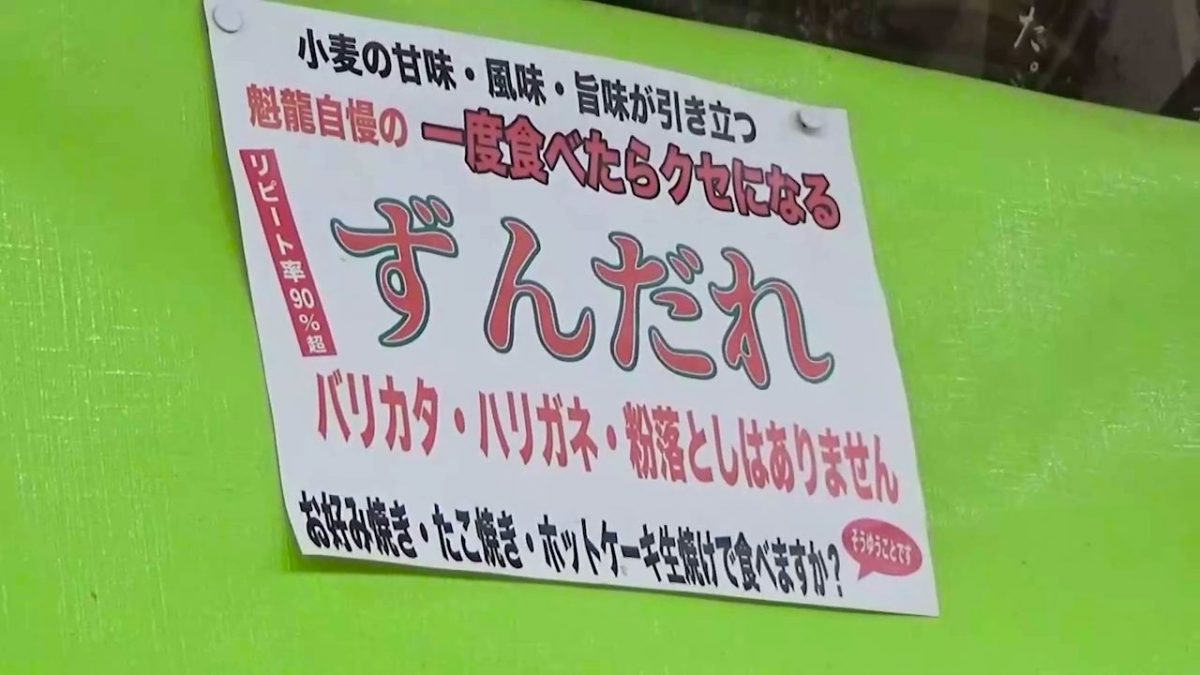 た。
小麦の甘味・風味・旨味が引き立つ
魁龍自慢の 一度食べたらクセになる
リピート率90%超
ずんだれ
バリカタ・ハリガネ・粉落としはありません
お好み焼き・たこ焼き・ホットケーキ生焼けで食べますか?
そうゆうことです